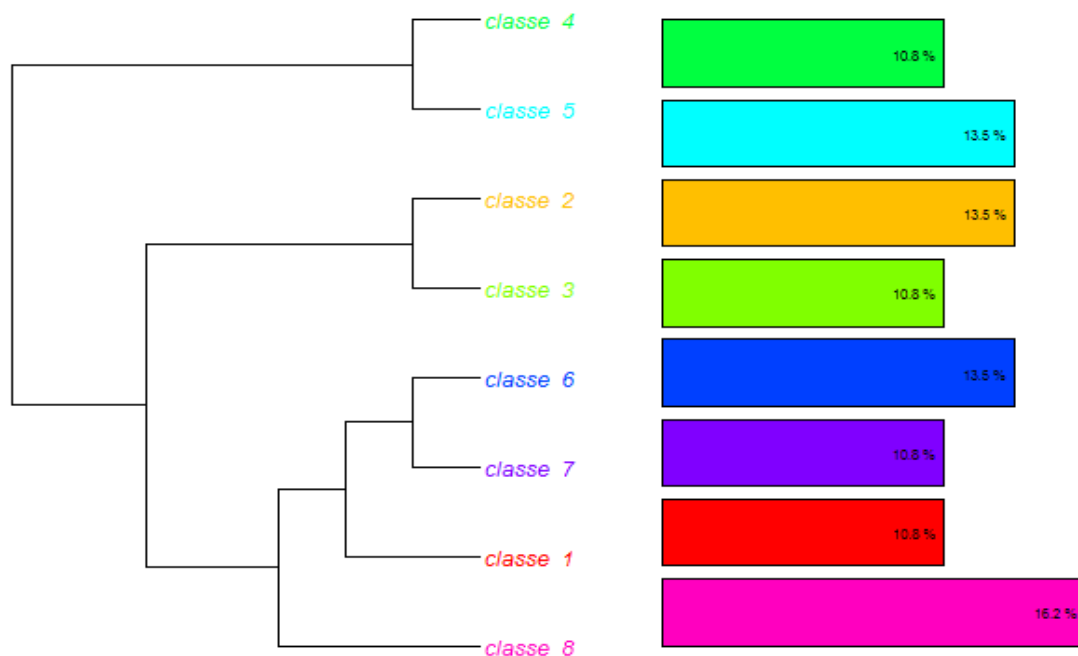 classe 4
10.8 %
classe 5
13.5 %
classe 2
13.5 %
classe 3
10.8 %
classe 6
13.5 %
classe 7
10.8 %
classe 1
10.8 %
classe 8
16.2 %